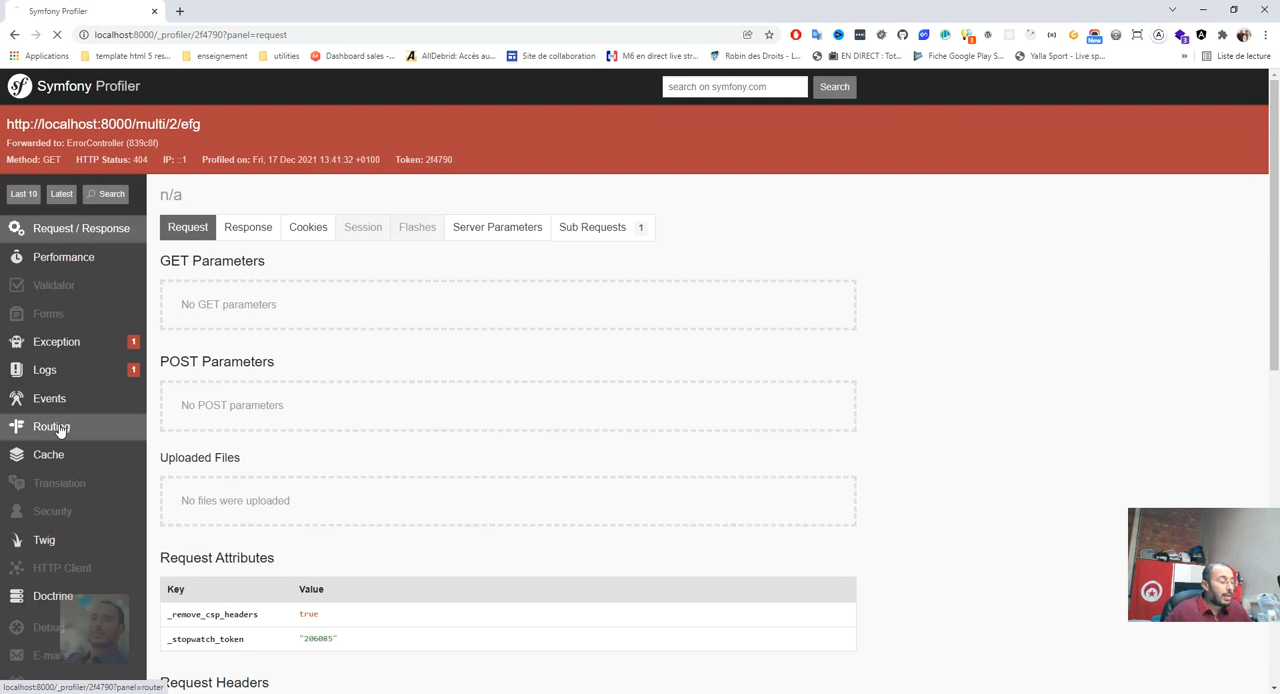 Symfony Profiler
localhost:8000/_profiler/2f4790?panel=request
Applications
template html 5 res...
enseignement
utilities
Dashboard sales -...
AllDebrid: Accès au...
Site de collaboration
M6 en direct live str...
Robin des Droits - L...
EN DIRECT : Tot...
Fiche Google Play S...
Yalla Sport - Live sp...
»
Liste de lecture
sf
Symfony Profiler
search on symfony.com
Search
http://localhost:8000/multi/2/efg
Forwarded to: ErrorController (839c8f)
Method: GET HTTP Status: 404 IP: ::1 Profiled on: Fri, 17 Dec 2021 13:41:32 +0100 Token: 2f4790
Last 10
Latest
Search
n/a
Request / Response
Performance
Validator
Forms
Exception 1
Logs 1
Events
Routing
Cache
Translation
Security
Twig
HTTP Client
Doctrine
Debug
E-mails
Request
Response
Cookies
Session
Flashes
Server Parameters
Sub Requests 1
GET Parameters
No GET parameters
POST Parameters
No POST parameters
Uploaded Files
No files were uploaded
Request Attributes
Key Value
_remove_csp_headers true
_stopwatch_token "206085"
Request Headers
localhost:8000/_profiler/2f4790?panel=router